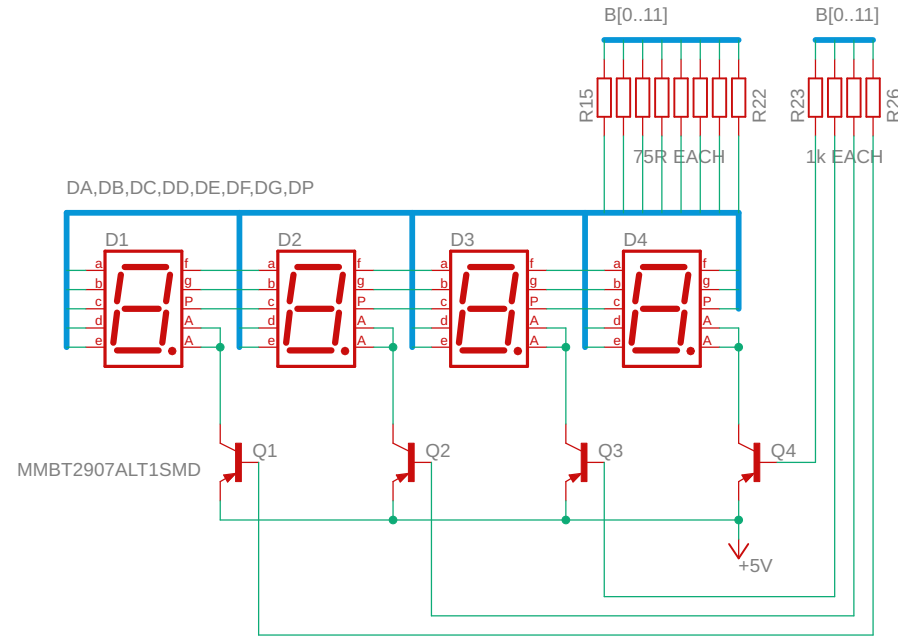 B[0..11]
B[0..11]
R15
R22
R23
R26
75R EACH
1k EACH
DA,DB,DC,DD,DE,DF,DG,DP
D1
D2
D3
D4
a f a f a f a f
b g b g b g b g
c P c P c P c P
d A d A d A d A
e A e A e A e A
Q1
Q2
Q3
Q4
MMBT2907ALT1SMD
+5V